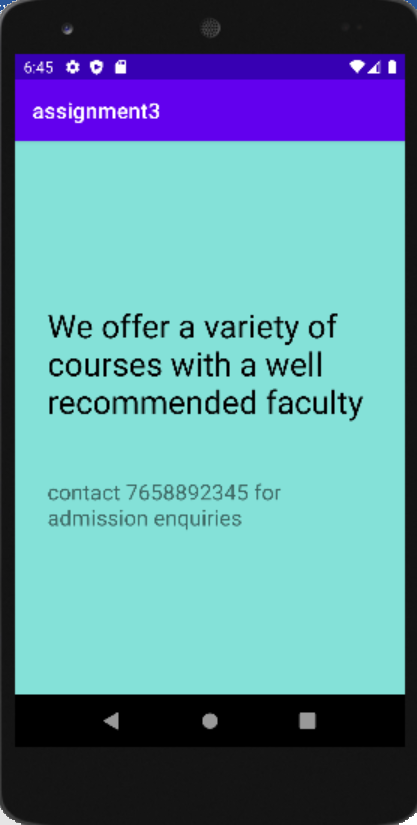 6:45
assignment3
We offer a variety of
courses with a well
recommended faculty
contact 7658892345 for
admission enquiries